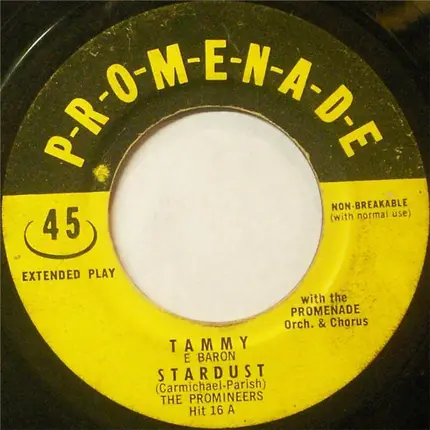 P-R-O-M-E-N-A-D-E
45
EXTENDED PLAY
NON-BREAKABLE
(with normal use)
with the
PROMENADE
Orch. & Chorus
TAMMY
E BARON
STARDUST
(Carmichael-Parish)
THE PROMINEERS
Hit 16 A